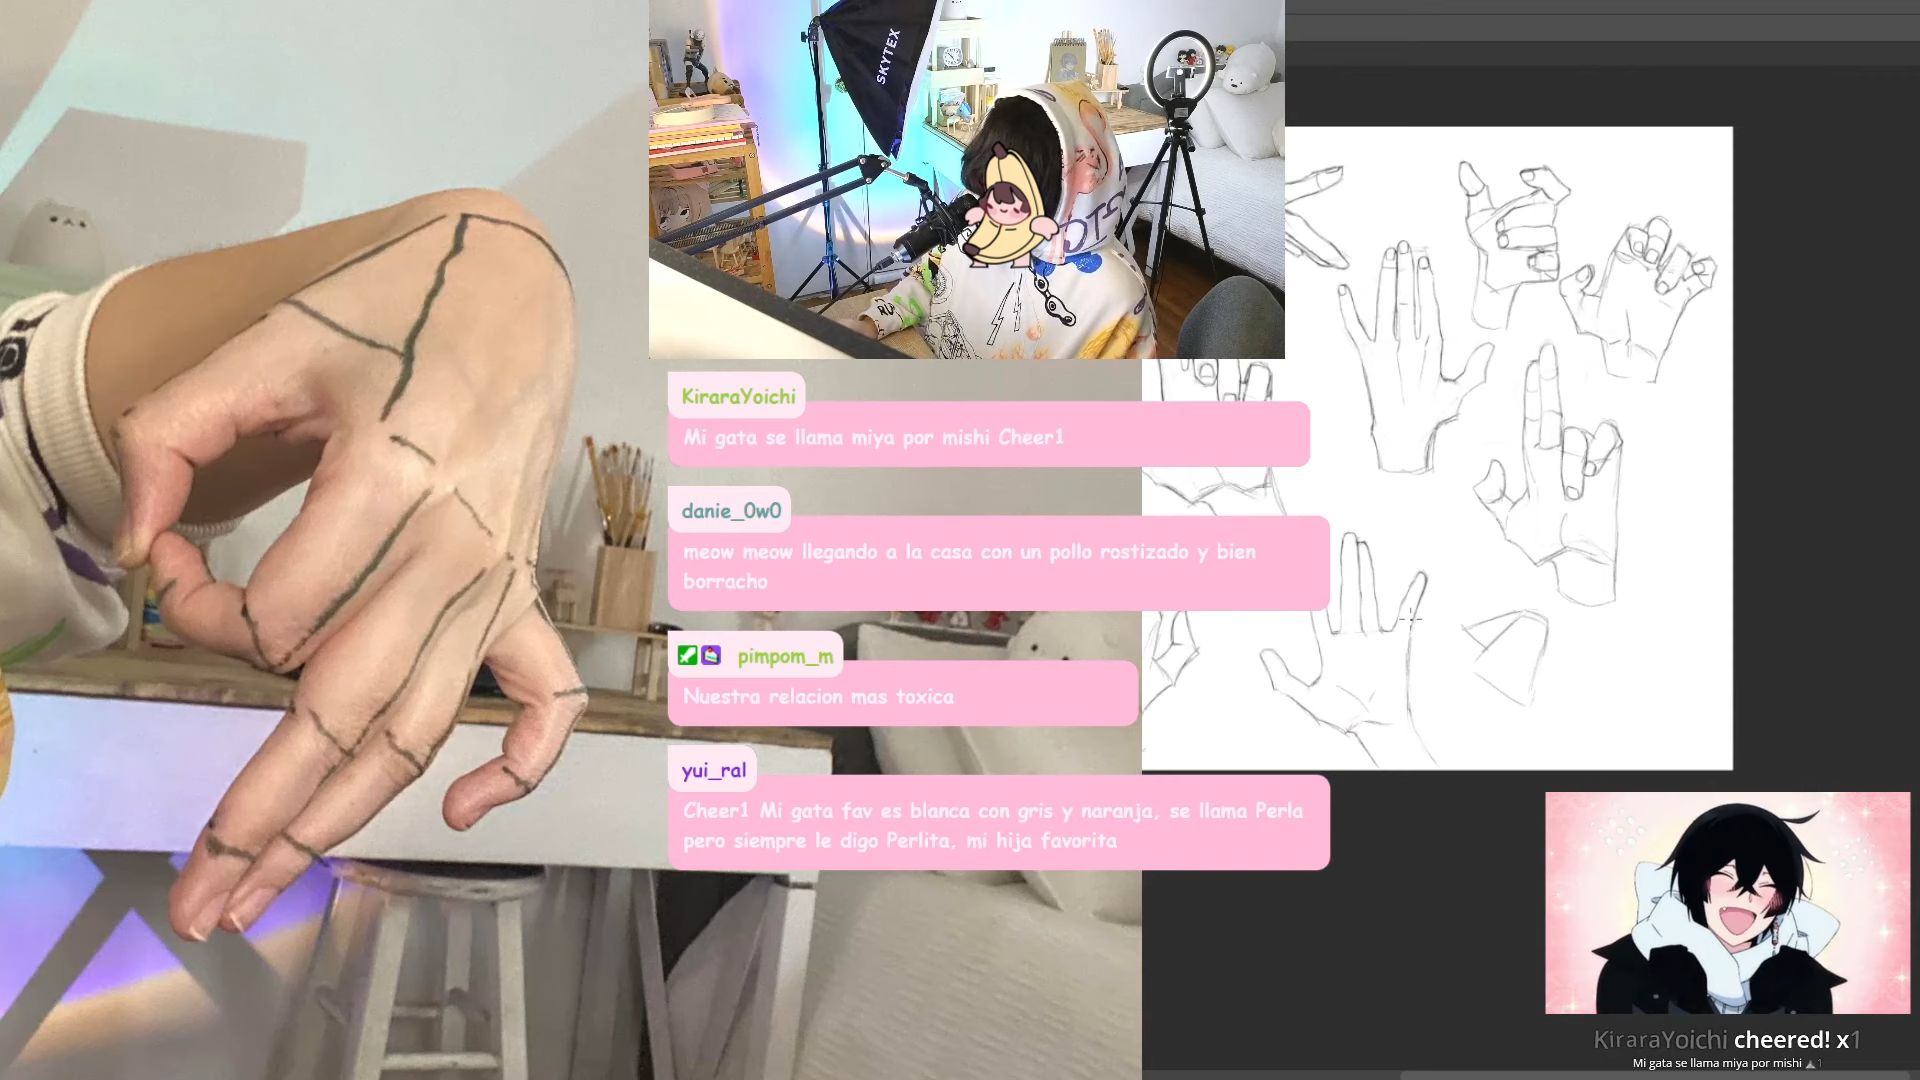 SKYTEX
KiraraYoichi
Mi gata se llama miya por mishi Cheer1
danie_0w0
meow meow llegando a la casa con un pollo rostizado y bien
borracho
pimpom_m
Nuestra relacion mas toxica
yui_ral
Cheer1 Mi gata fav es blanca con gris y naranja, se llama Perla
pero siempre le digo Perlita, mi hija favorita
KiraraYoichi cheered! x1
Mi gata se llama miya por mishi 1